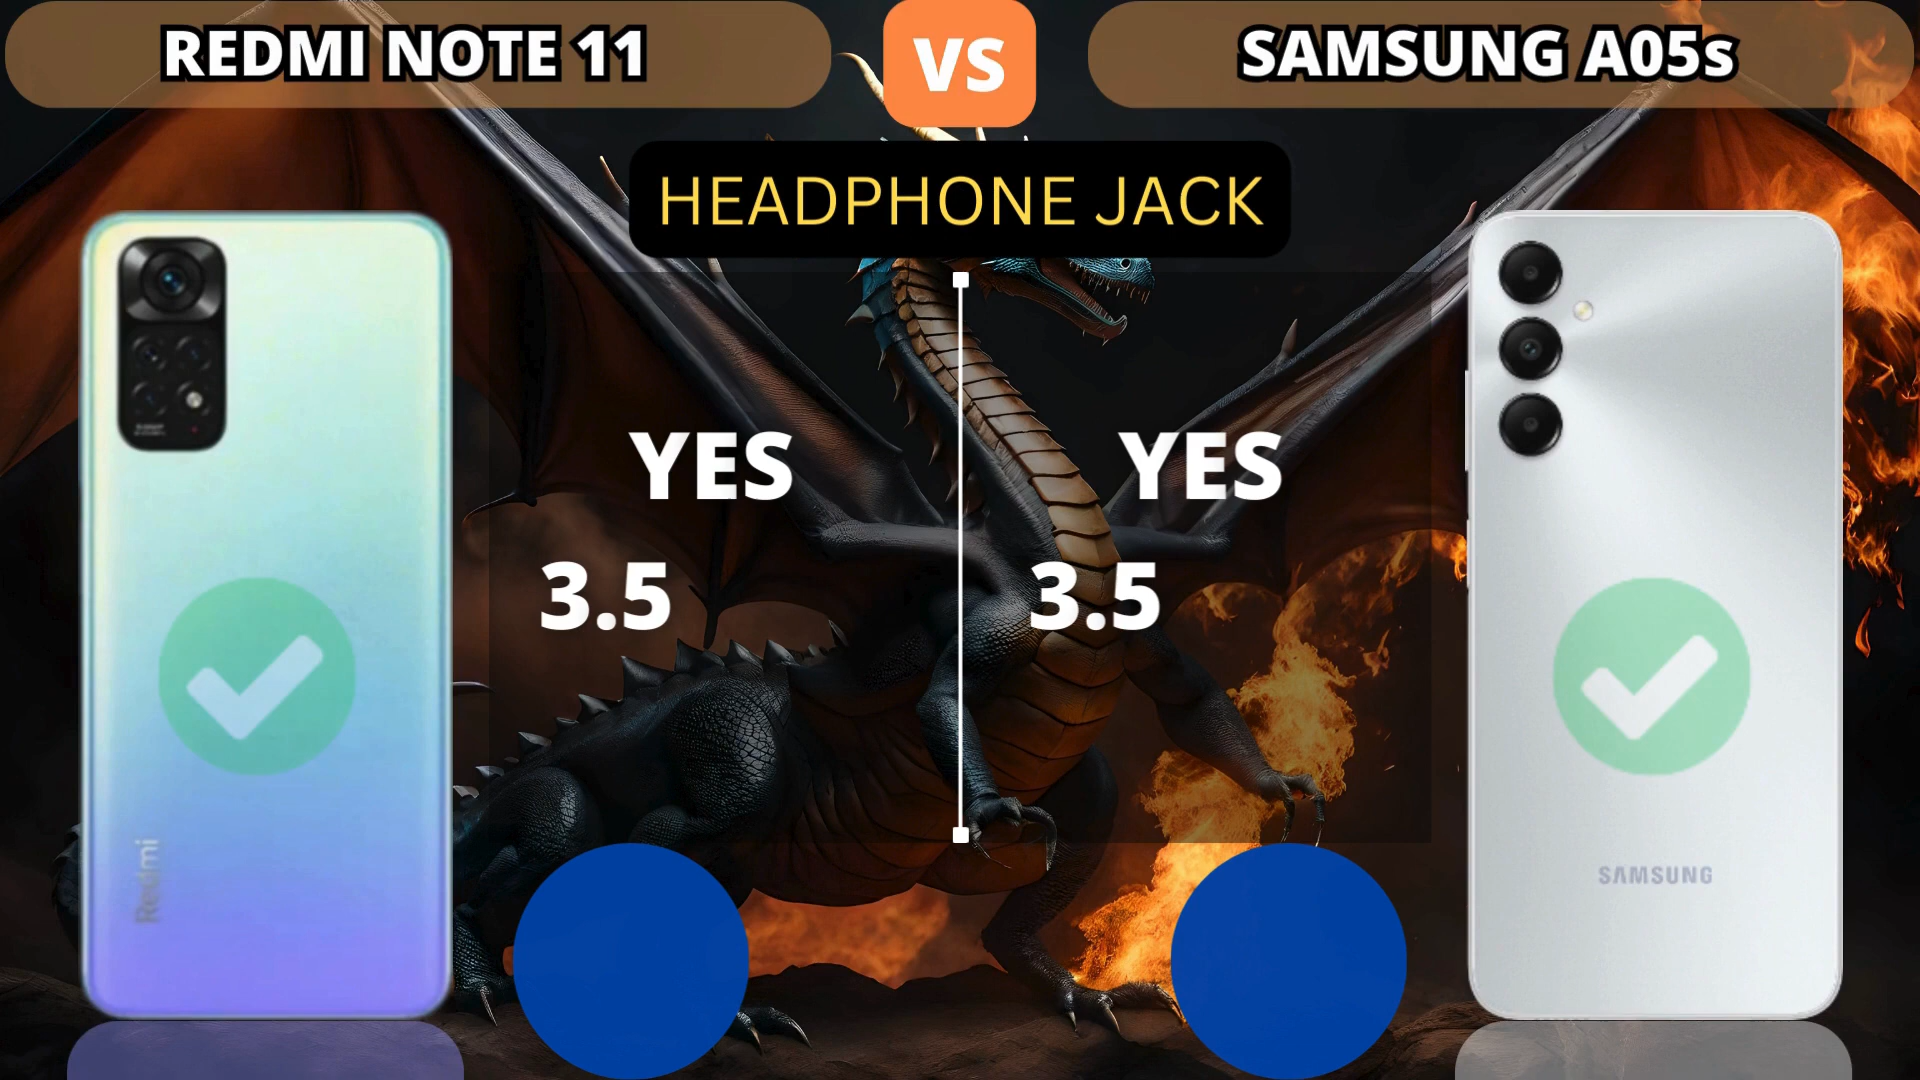 REDMI NOTE 11
VS
SAMSUNG A05s
HEADPHONE JACK
YES
3.5
YES
3.5
Redmi
SAMSUNG